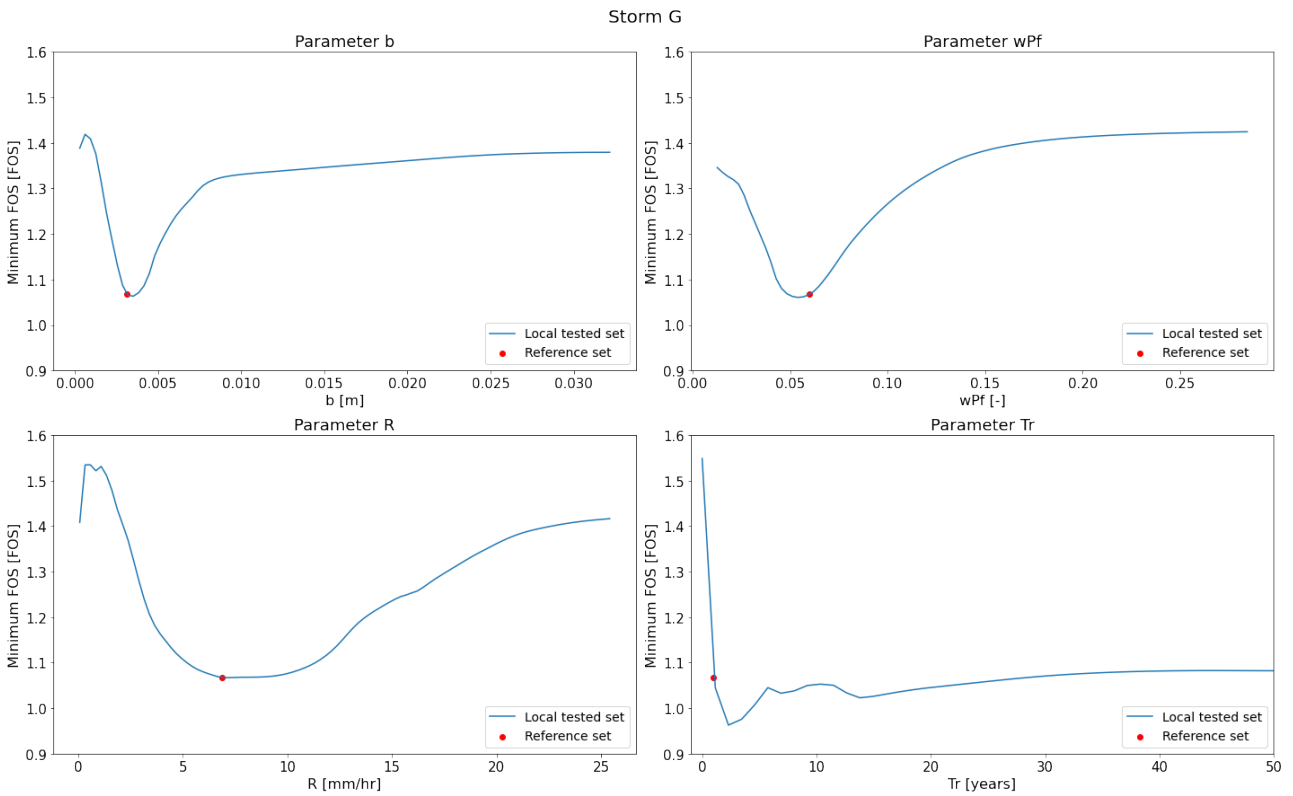 Storm G
Parameter b
1.6
1.5
1.4
1.3
1.2
1.1
1.0
0.9
Minimum FOS [FOS]
0.000 0.005 0.010 0.015 0.020 0.025 0.030
b [m]
Local tested set
Reference set
Parameter wPf
1.6
1.5
1.4
1.3
1.2
1.1
1.0
0.9
Minimum FOS [FOS]
0.00 0.05 0.10 0.15 0.20 0.25
wPf [-]
Local tested set
Reference set
Parameter R
1.6
1.5
1.4
1.3
1.2
1.1
1.0
0.9
Minimum FOS [FOS]
0 5 10 15 20 25
R [mm/hr]
Local tested set
Reference set
Parameter Tr
1.6
1.5
1.4
1.3
1.2
1.1
1.0
0.9
Minimum FOS [FOS]
0 10 20 30 40 50
Tr [years]
Local tested set
Reference set